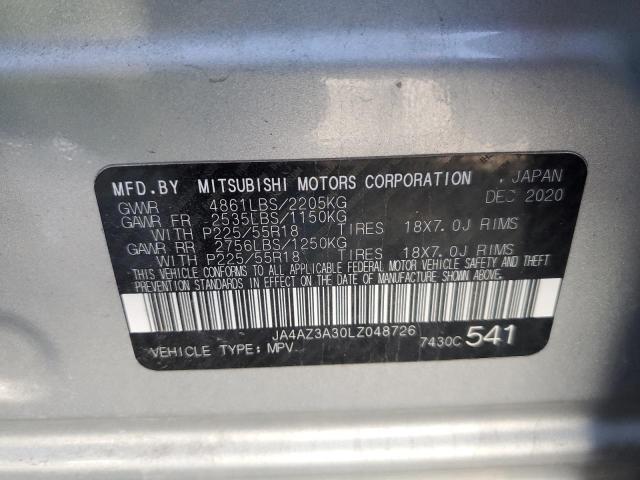 MFD.BY MITSUBISHI MOTORS CORPORATION . JAPAN
GVWR 4861LBS/2205KG DEC 2020
GAWR FR 2535LBS/1150KG
WITH P225/55R18 TIRES 18X7.0J RIMS
GAWR RR 2756LBS/1250KG
WITH P225/55R18 TIRES 18X7.0J RIMS
THIS VEHICLE CONFORMS TO ALL APPLICABLE FEDERAL MOTOR VEHICLE SAFETY AND THEFT
PREVENTION STANDARDS IN EFFECT ON THE DATE OF MANUFACTURE SHOWN ABOVE.
JA4AZ3A30LZ048726
VEHICLE TYPE: MPV 7430C 541